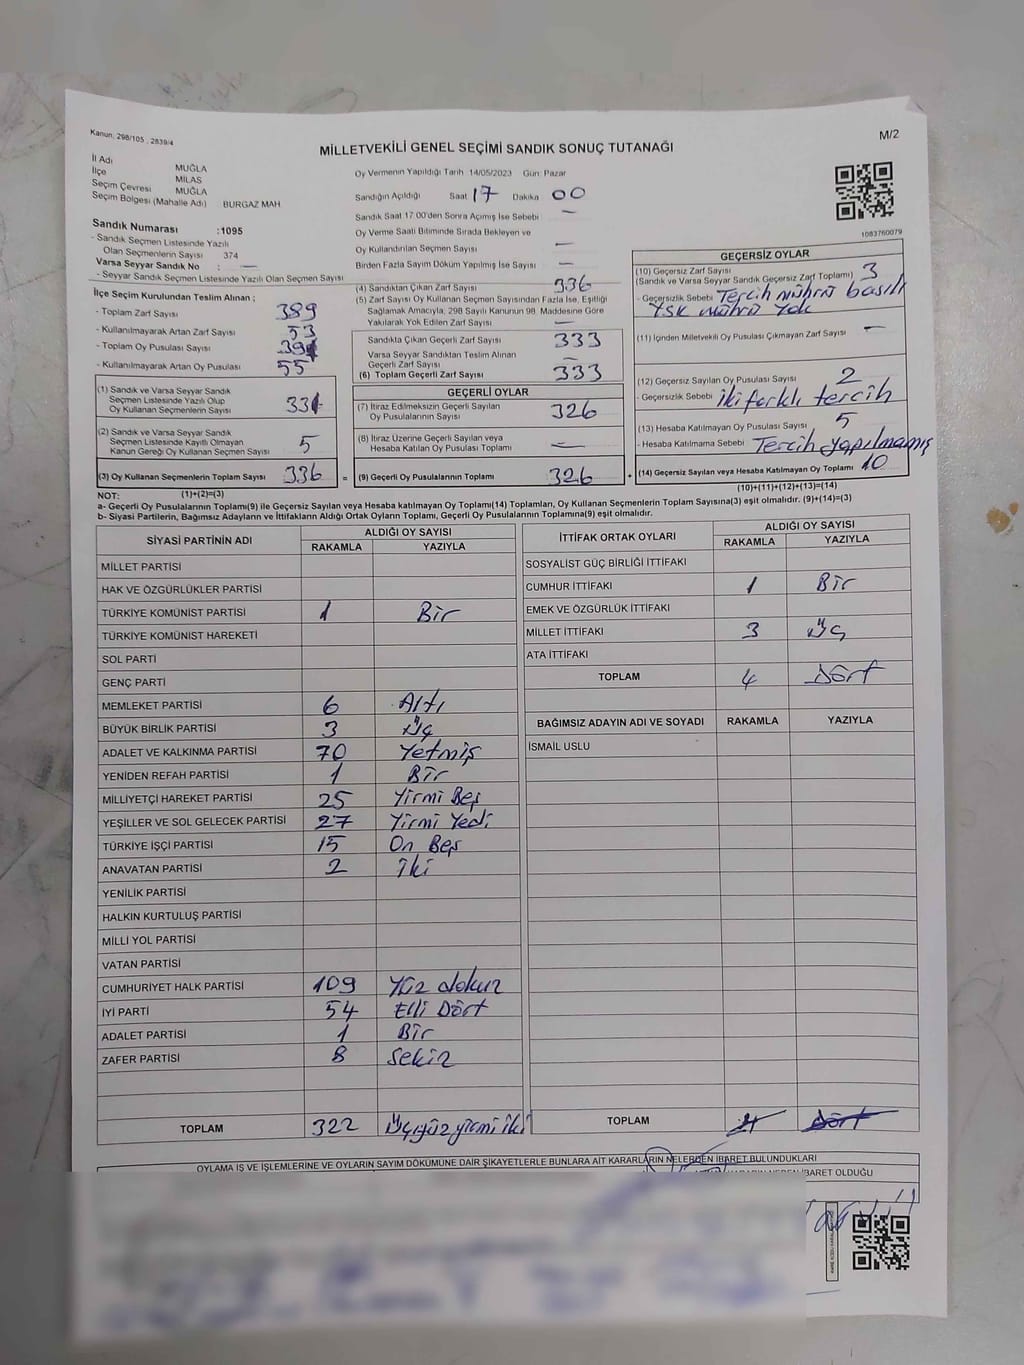 Kanun: 298/105 , 2839/4
M/2
MİLLETVEKİLİ GENEL SEÇİMİ SANDIK SONUÇ TUTANAĞI
İl Adı MUĞLA
İlçe MİLAS
Seçim Çevresi MUĞLA
Seçim Bölgesi (Mahalle Adı) BURGAZ MAH
Sandık Numarası :1095
- Sandık Seçmen Listesinde Yazılı
Olan Seçmenlerin Sayısı 374
Varsa Seyyar Sandık No : —
- Seyyar Sandık Seçmen Listesinde Yazılı Olan Seçmen Sayısı
Oy Vermenin Yapıldığı Tarih 14/05/2023 Gün: Pazar
Sandığın Açıldığı Saat 17 Dakika 00
Sandık Saat 17:00'den Sonra Açımış İse Sebebi —
Oy Verme Saati Bitiminde Sırada Bekleyen ve
Oy Kullandırılan Seçmen Sayısı —
Birden Fazla Sayım Döküm Yapılmış İse Sayısı —
1083760079
İlçe Seçim Kurulundan Teslim Alınan ;
- Toplam Zarf Sayısı 389
- Kullanılmayarak Artan Zarf Sayısı 53
- Toplam Oy Pusulası Sayısı
- Kullanılmayarak Artan Oy Pusulası 55
(1) Sandık ve Varsa Seyyar Sandık
Seçmen Listesinde Yazılı Olup
Oy Kullanan Seçmenlerin Sayısı
(2) Sandık ve Varsa Seyyar Sandık
Seçmen Listesinde Kayıtlı Olmayan
Kanun Gereği Oy Kullanan Seçmen Sayısı 5
(3) Oy Kullanan Seçmenlerin Toplam Sayısı 336 =
(4) Sandıktan Çıkan Zarf Sayısı 336
(5) Zarf Sayısı Oy Kullanan Seçmen Sayısından Fazla İse, Eşitliği
Sağlamak Amacıyla, 298 Sayılı Kanunun 98. Maddesine Göre
Yakılarak Yok Edilen Zarf Sayısı —
Sandıkta Çıkan Geçerli Zarf Sayısı 333
Varsa Seyyar Sandıktan Teslim Alınan
Geçerli Zarf Sayısı —
(6) Toplam Geçerli Zarf Sayısı 333
GEÇERLİ OYLAR
(7) İtiraz Edilmeksizin Geçerli Sayılan
Oy Pusulası Sayısı 326
(8) İtiraz Üzerine Geçerli Sayılan veya
Hesaba Katılan Oy Pusulası Toplamı —
(9) Geçerli Oy Pusulalarının Toplamı 326 +
GEÇERSİZ OYLAR
(10) Geçersiz Zarf Sayısı
(Sandık ve Varsa Seyyar Sandık Geçersiz Zarf Toplamı) 3
- Geçersizlik Sebebi Tercih mührü basılı
YSK mührü yok
(11) İçinden Milletvekili Oy Pusulası Çıkmayan Zarf Sayısı —
(12) Geçersiz Sayılan Oy Pusulası Sayısı 2
- Geçersizlik Sebebi iki farklı tercih
(13) Hesaba Katılmayan Oy Pusulası Sayısı 5
- Hesaba Katılmama Sebebi Tercih yapılmamış
(14) Geçersiz Sayılan veya Hesaba Katılmayan Oy Toplamı 10
(10)+(11)+(12)+(13)=(14)
NOT: (1)+(2)=(3)
a- Geçerli Oy Pusulalarının Toplamı(9) ile Geçersiz Sayılan veya Hesaba katılmayan Oy Toplamı(14) Toplamları, Oy Kullanan Seçmenlerin Toplam Sayısına(3) eşit olmalıdır. (9)+(14)=(3)
b- Siyasi Partilerin, Bağımsız Adayların ve İttifakların Aldığı Ortak Oyların Toplamı, Geçerli Oy Pusulalarının Toplamına(9) eşit olmalıdır.
SİYASİ PARTİNİN ADI ALDIĞI OY SAYISI
RAKAMLA YAZIYLA
MİLLET PARTİSİ
HAK VE ÖZGÜRLÜKLER PARTİSİ
TÜRKİYE KOMÜNİST PARTİSİ 1 Bir
TÜRKİYE KOMÜNİST HAREKETİ
SOL PARTİ
GENÇ PARTİ
MEMLEKET PARTİSİ 6 Altı
BÜYÜK BİRLİK PARTİSİ 3 Üç
ADALET VE KALKINMA PARTİSİ 70 Yetmiş
YENİDEN REFAH PARTİSİ 1 Bir
MİLLİYETÇİ HAREKET PARTİSİ 25 Yirmi Beş
YEŞİLLER VE SOL GELECEK PARTİSİ 27 Yirmi Yedi
TÜRKİYE İŞÇİ PARTİSİ 15 On Beş
ANAVATAN PARTİSİ 2 İki
YENİLİK PARTİSİ
HALKIN KURTULUŞ PARTİSİ
MİLLİ YOL PARTİSİ
VATAN PARTİSİ
CUMHURİYET HALK PARTİSİ 109 Yüz dokuz
İYİ PARTİ 54 Elli Dört
ADALET PARTİSİ 1 Bir
ZAFER PARTİSİ 8 Sekiz
TOPLAM 322 Üçyüzyirmi iki
İTTİFAK ORTAK OYLARI ALDIĞI OY SAYISI
RAKAMLA YAZIYLA
SOSYALİST GÜÇ BİRLİĞİ İTTİFAKI
CUMHUR İTTİFAKI 1 Bir
EMEK VE ÖZGÜRLÜK İTTİFAKI
MİLLET İTTİFAKI 3 Üç
ATA İTTİFAKI
TOPLAM 4 Dört
BAĞIMSIZ ADAYIN ADI VE SOYADI RAKAMLA YAZIYLA
İSMAİL USLU
TOPLAM 4 Dört
OYLAMA İŞ VE İŞLEMLERİNE VE OYLARIN SAYIM DÖKÜMÜNE DAİR ŞİKAYETLERLE BUNLARA AİT KARARLARIN NELERDEN İBARET BULUNDUKLARI
İBARET OLDUĞU